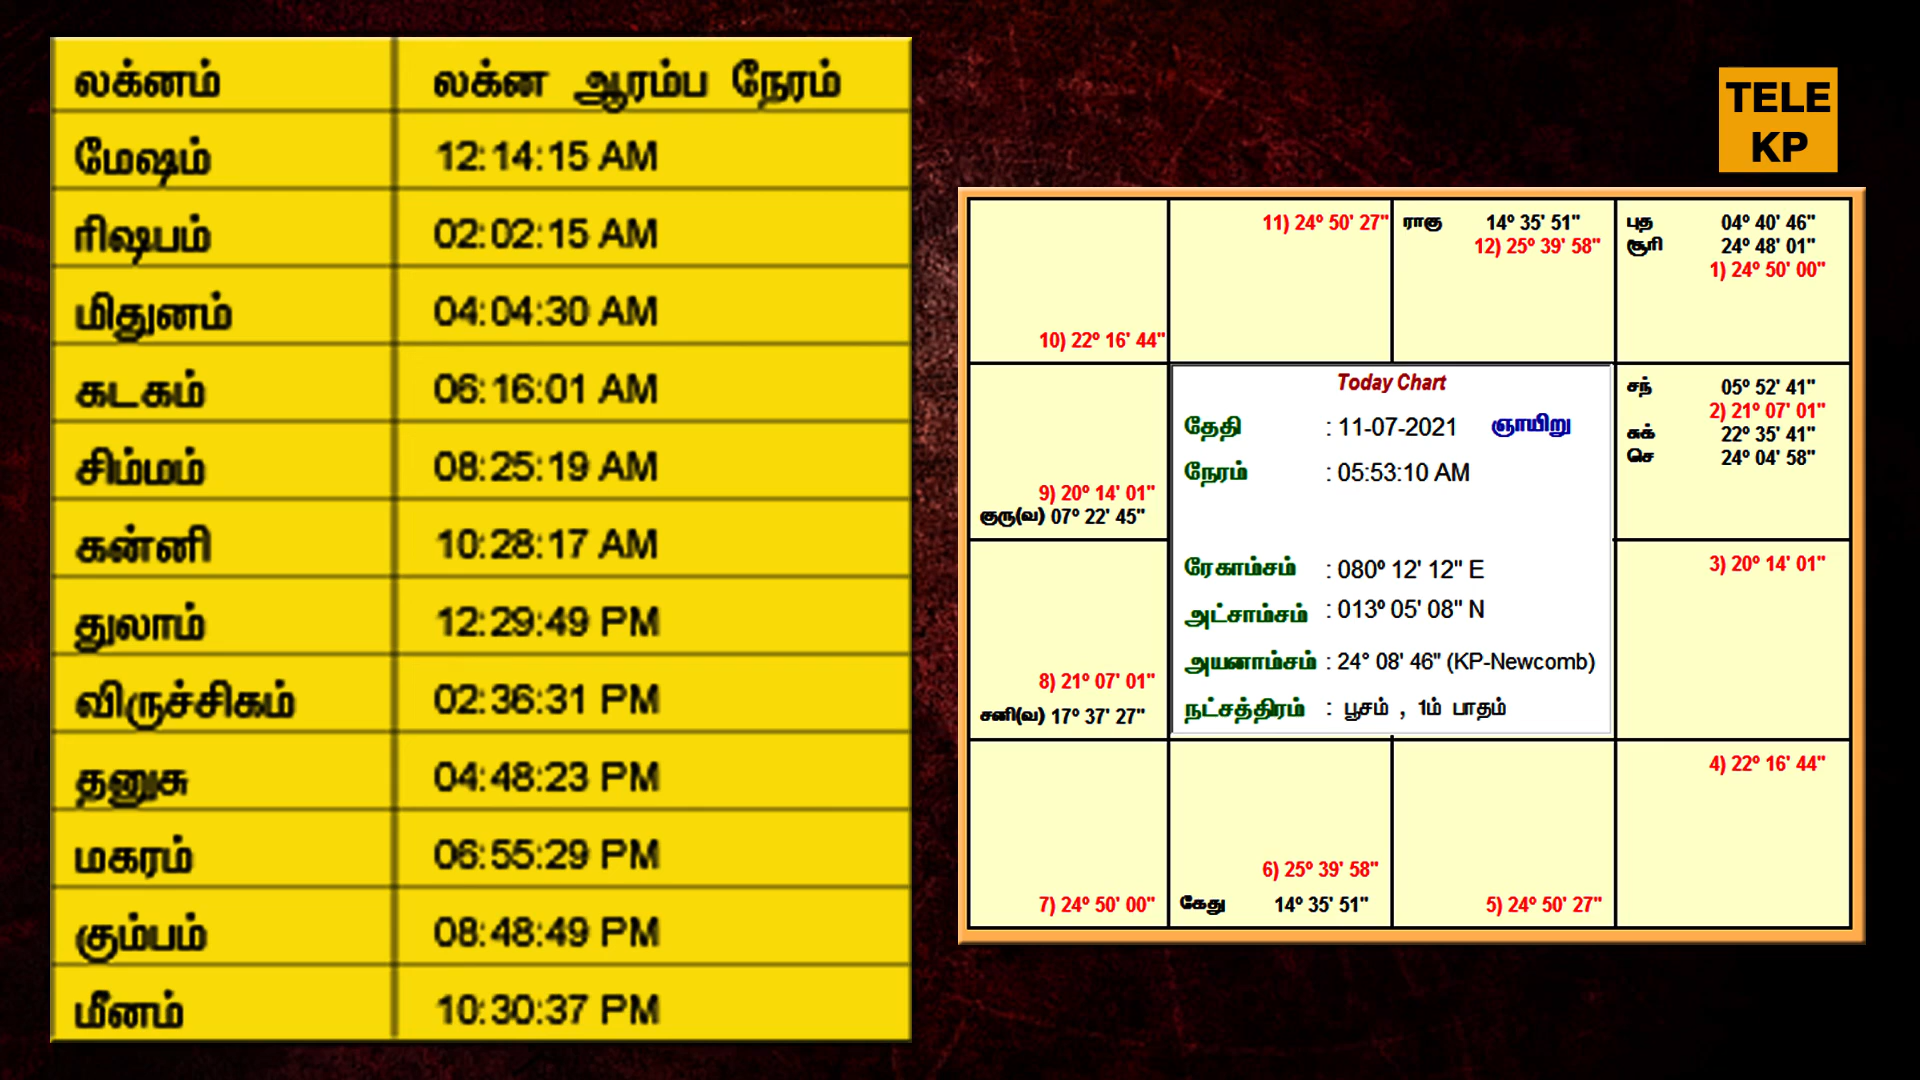 லக்னம் லக்ன ஆரம்ப நேரம்
மேஷம் 12:14:15 AM
ரிஷபம் 02:02:15 AM
மிதுனம் 04:04:30 AM
கடகம் 06:16:01 AM
சிம்மம் 08:25:19 AM
கன்னி 10:28:17 AM
துலாம் 12:29:49 PM
விருச்சிகம் 02:36:31 PM
தனுசு 04:48:23 PM
மகரம் 06:55:29 PM
கும்பம் 08:48:49 PM
மீனம் 10:30:37 PM
TELE
KP
11) 24º 50' 27"
ராகு 14º 35' 51"
12) 25º 39' 58"
புத 04º 40' 46"
சூரி 24º 48' 01"
1) 24º 50' 00"
10) 22º 16' 44"
Today Chart
தேதி : 11-07-2021 ஞாயிறு
நேரம் : 05:53:10 AM
ரேகாம்சம் : 080º 12' 12" E
அட்சாம்சம் : 013º 05' 08" N
அயனாம்சம் : 24° 08' 46" (KP-Newcomb)
நட்சத்திரம் : பூசம் , 1ம் பாதம்
சந் 05º 52' 41"
2) 21º 07' 01"
சுக் 22º 35' 41"
செ 24º 04' 58"
9) 20º 14' 01"
குரு(வ) 07º 22' 45"
3) 20º 14' 01"
8) 21º 07' 01"
சனி(வ) 17º 37' 27"
4) 22º 16' 44"
7) 24º 50' 00"
6) 25º 39' 58"
கேது 14º 35' 51"
5) 24º 50' 27"